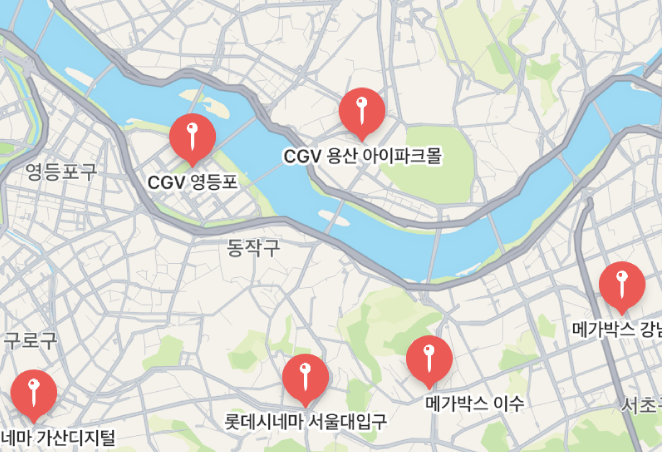 CGV 용산 아이파크몰
영등포구
CGV 영등포
동작구
메가박스 강남
구로구
메가박스 이수
서초구
롯데시네마 서울대입구
네마 가산디지털